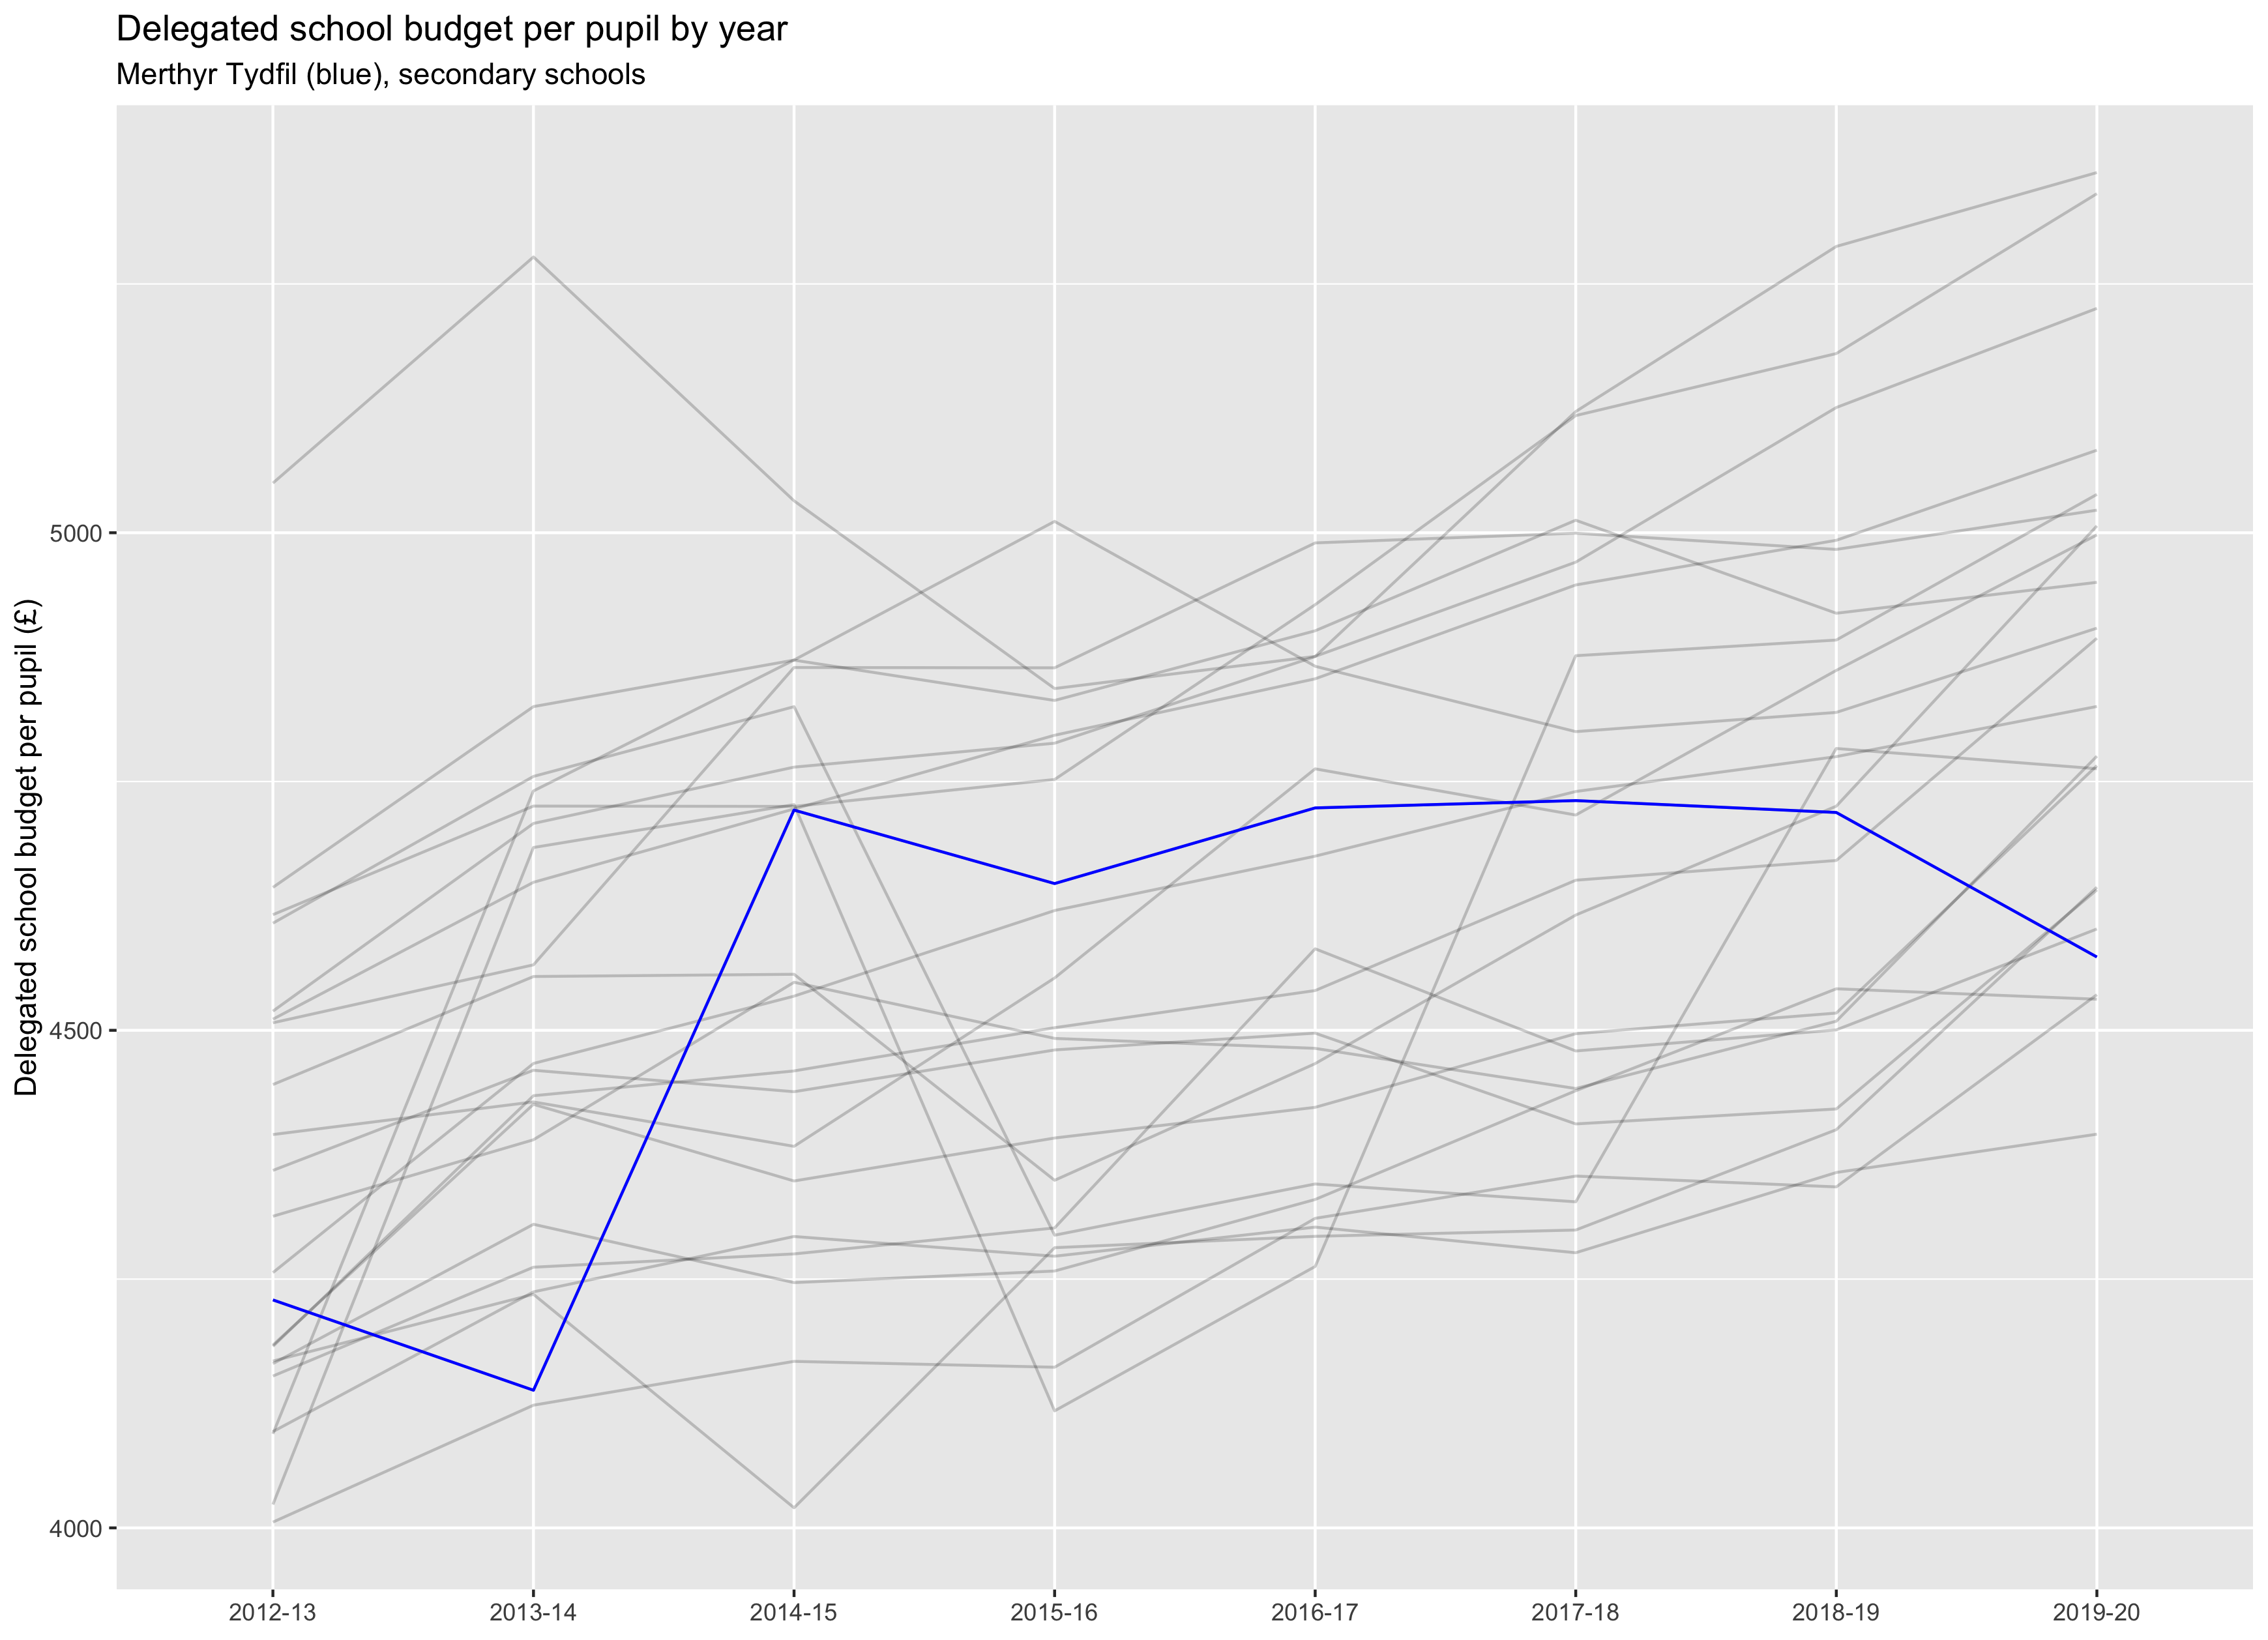 Delegated school budget per pupil by year
Merthyr Tydfil (blue), secondary schools
Delegated school budget per pupil (£)
5000
4500
4000
2012-13 2013-14 2014-15 2015-16 2016-17 2017-18 2018-19 2019-20